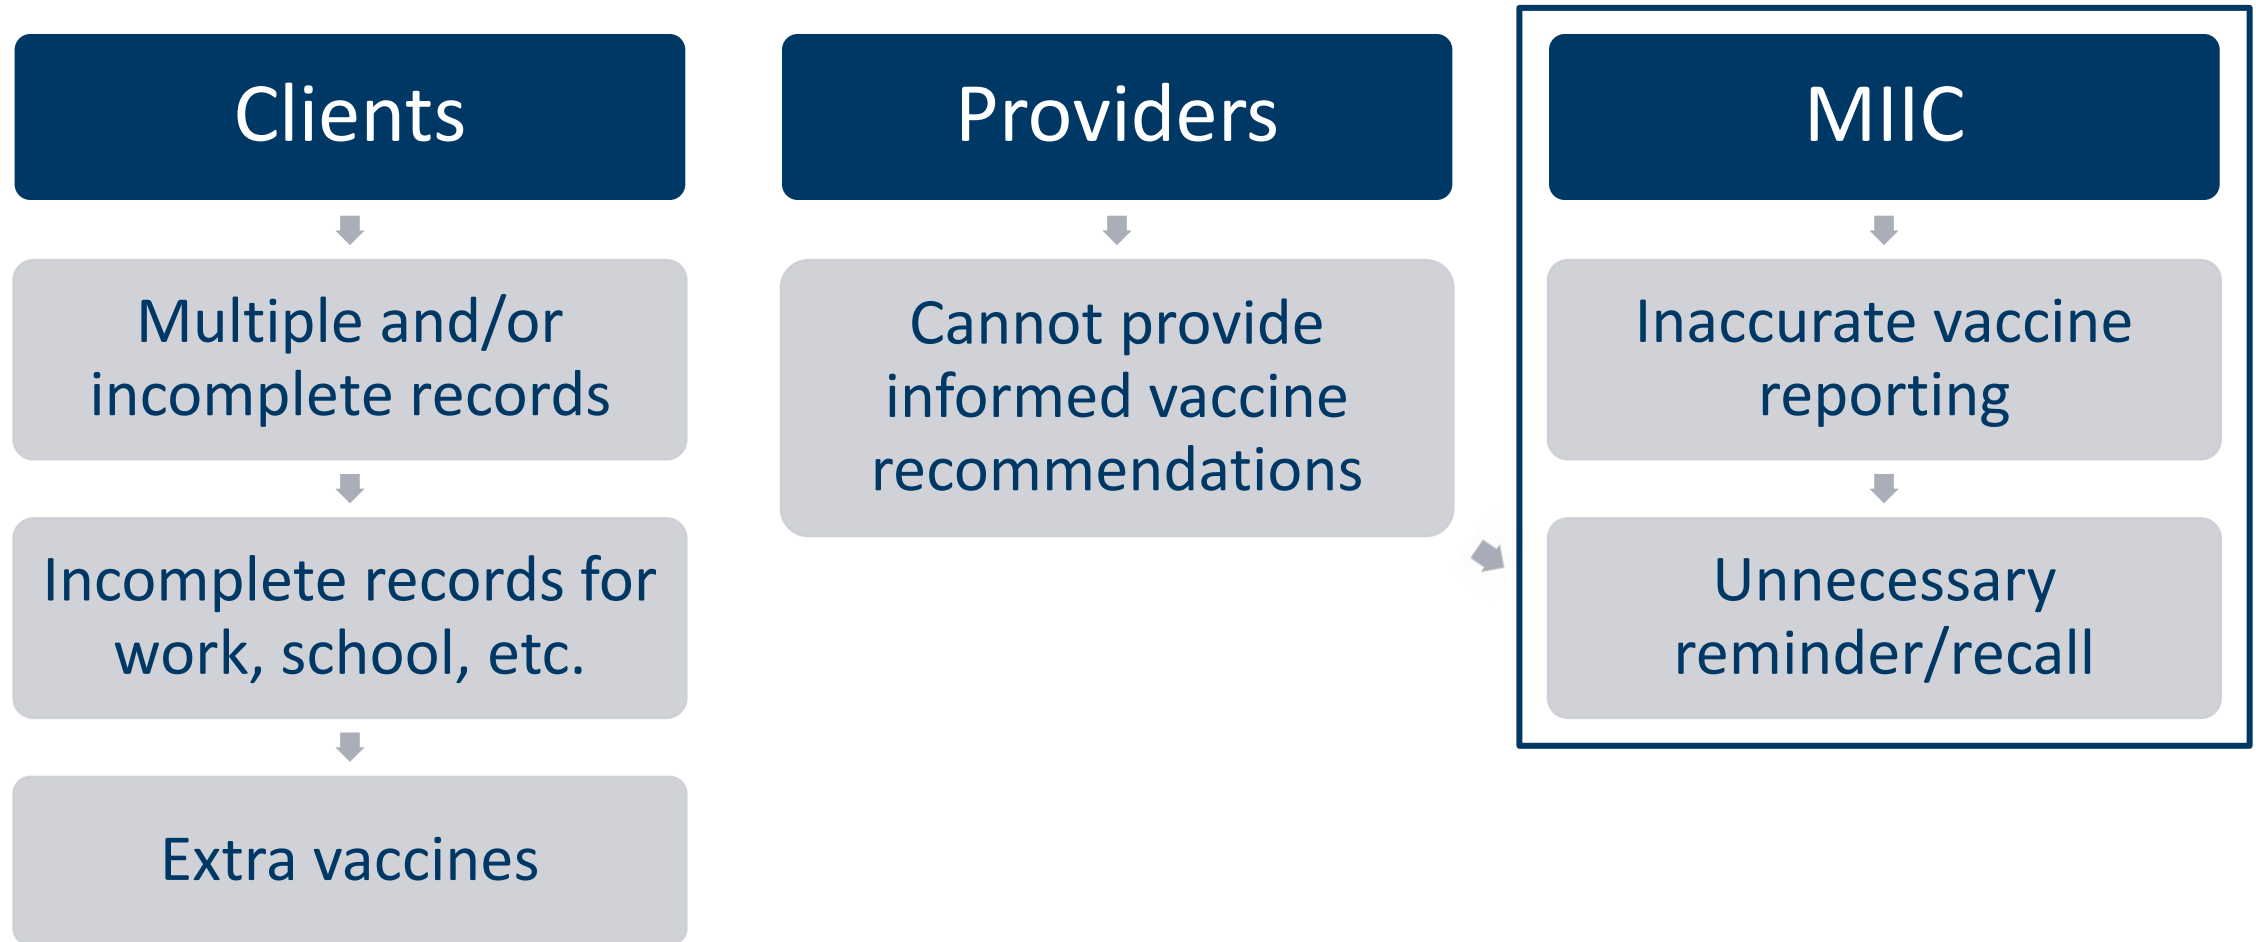 Clients
Multiple and/or
incomplete records
Incomplete records for
work, school, etc.
Extra vaccines
Providers
Cannot provide
informed vaccine
recommendations
MIIC
Inaccurate vaccine
reporting
Unnecessary
reminder/recall